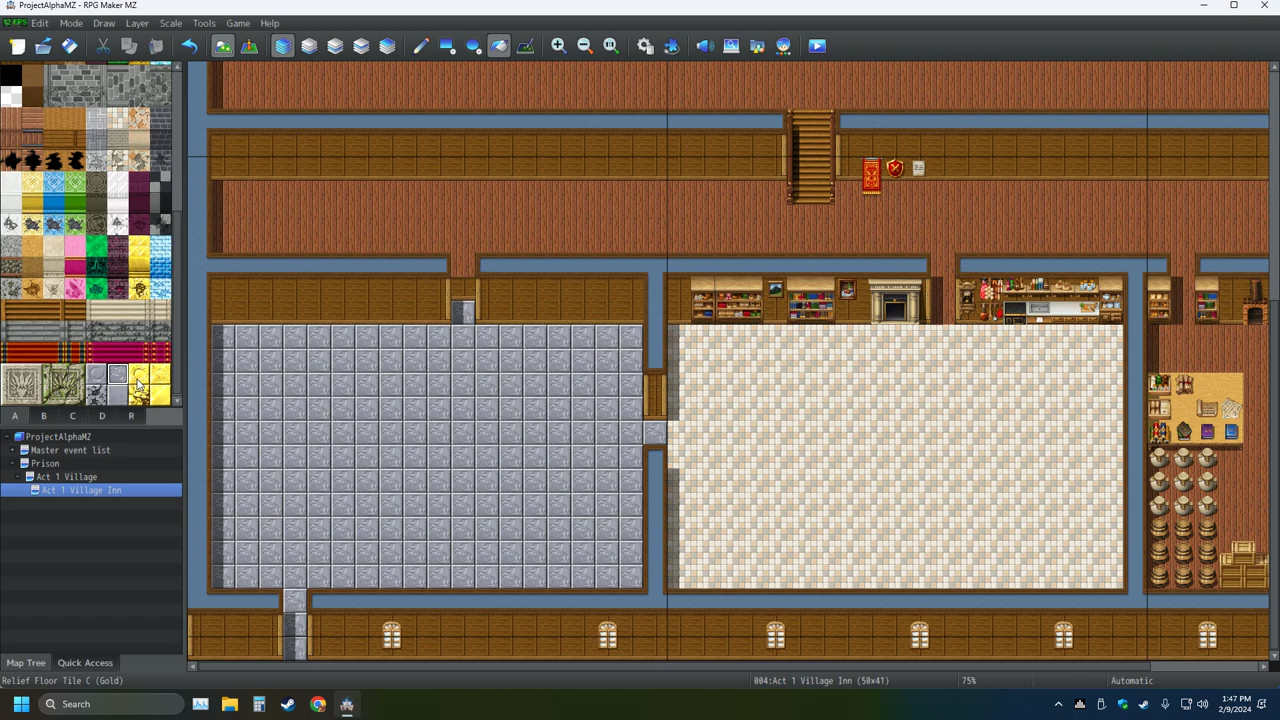 ProjectAlphaMZ - RPG Maker MZ
12 FPS Edit Mode Draw Layer Scale Tools Game Help
A B C D R
ProjectAlphaMZ
Master event list
Prison
Act 1 Village
Act 1 Village Inn
Map Tree Quick Access
Relief Floor Tile C (Gold) 004:Act 1 Village Inn (50x41) 75% Automatic
Search
1:47 PM
2/9/2024